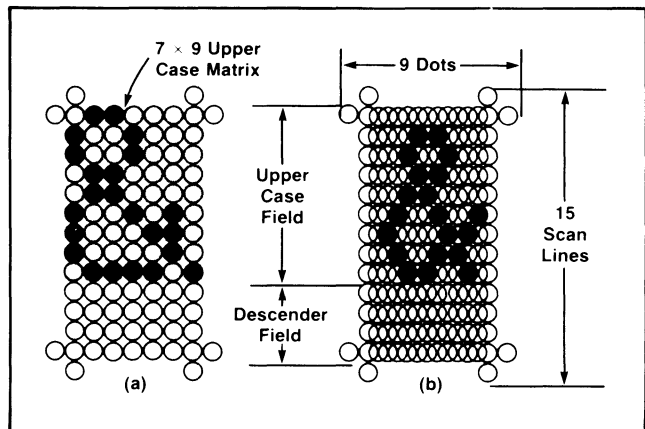 7 × 9 Upper
Case Matrix
9 Dots
Upper
Case
Field
15
Scan
Lines
Descender
Field
(a)
(b)